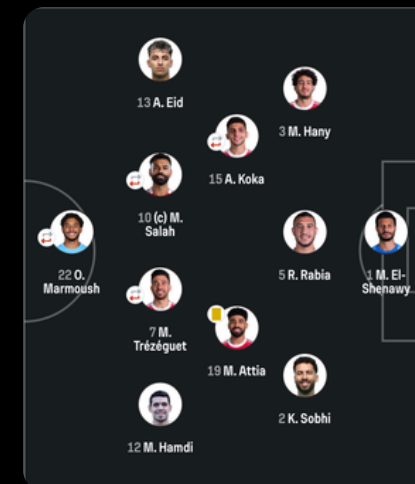 13 A. Eid
3 M. Hany
15 A. Koka
10 (c) M.
Salah
22 O.
Marmoush
5 R. Rabia
1 M. El-
Shenawy
7 M.
Trézéguet
19 M. Attia
2 K. Sobhi
12 M. Hamdi